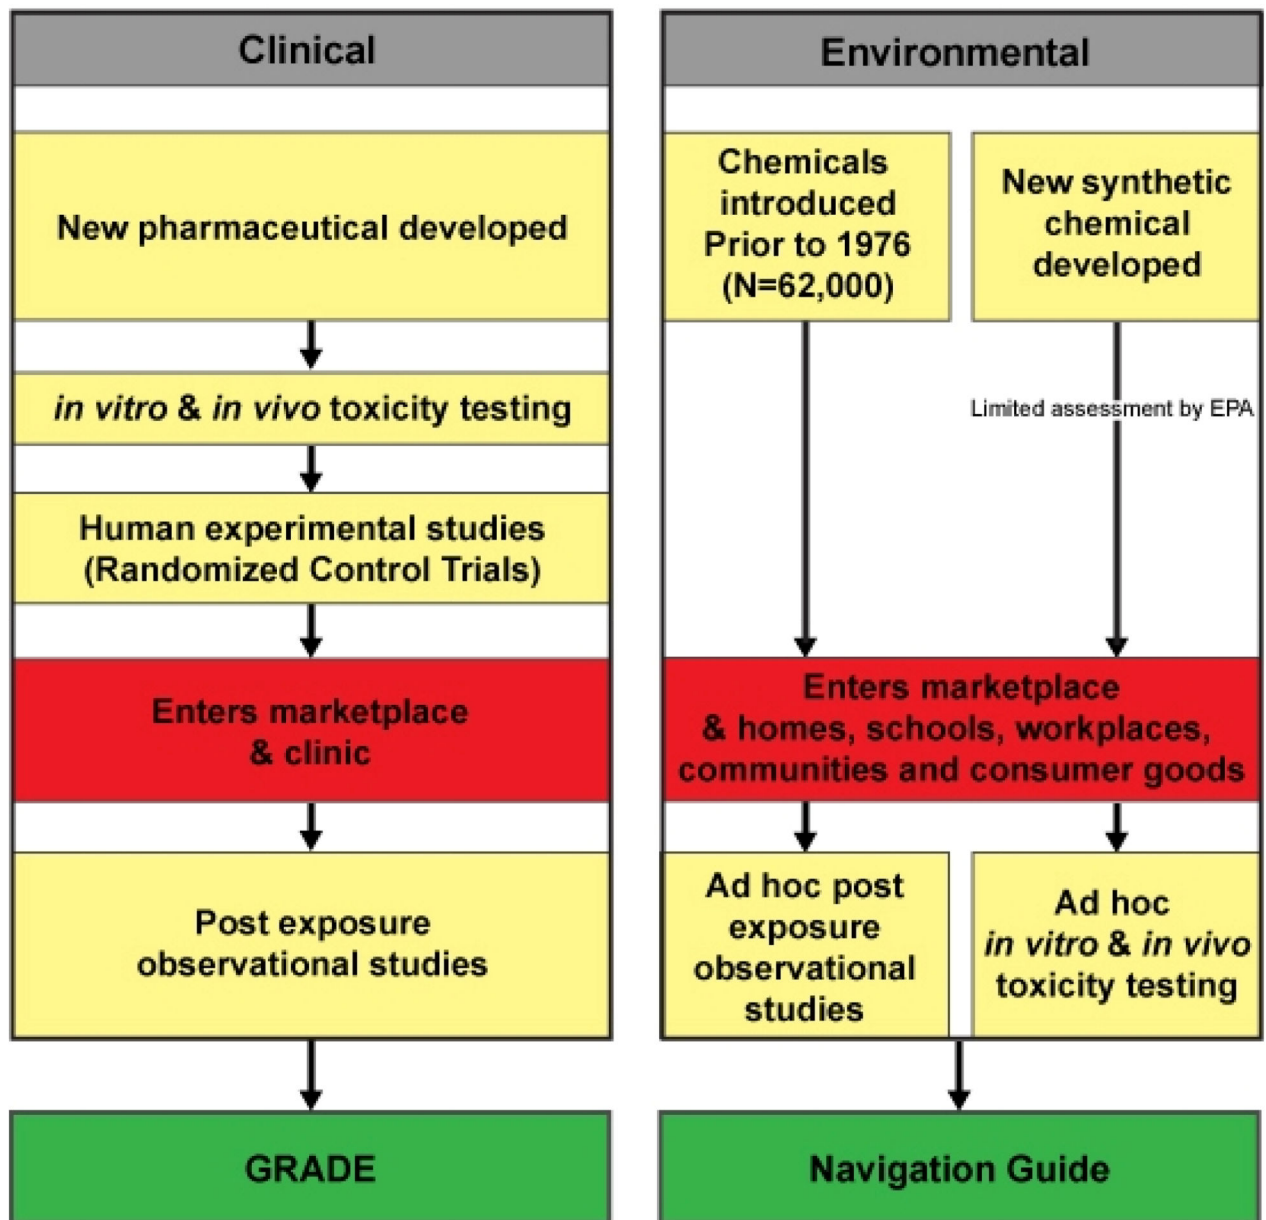 Clinical
New pharmaceutical developed
in vitro & in vivo toxicity testing
Human experimental studies
(Randomized Control Trials)
Enters marketplace
& clinic
Post exposure
observational studies
GRADE
Environmental
Chemicals
introduced
Prior to 1976
(N=62,000)
New synthetic
chemical
developed
Limited assessment by EPA
Enters marketplace
& homes, schools, workplaces,
communities and consumer goods
Ad hoc post
exposure
observational
studies
Ad hoc
in vitro & in vivo
toxicity testing
Navigation Guide